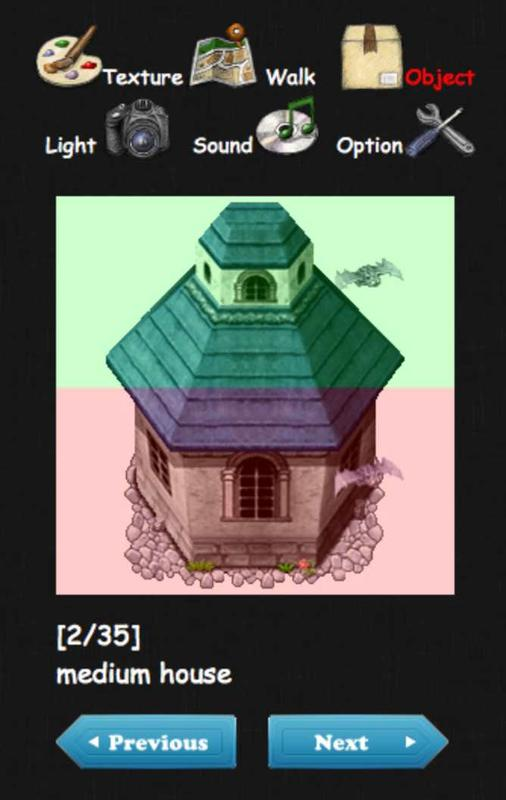 Texture Walk Object
Light Sound Option
[2/35]
medium house
Previous Next